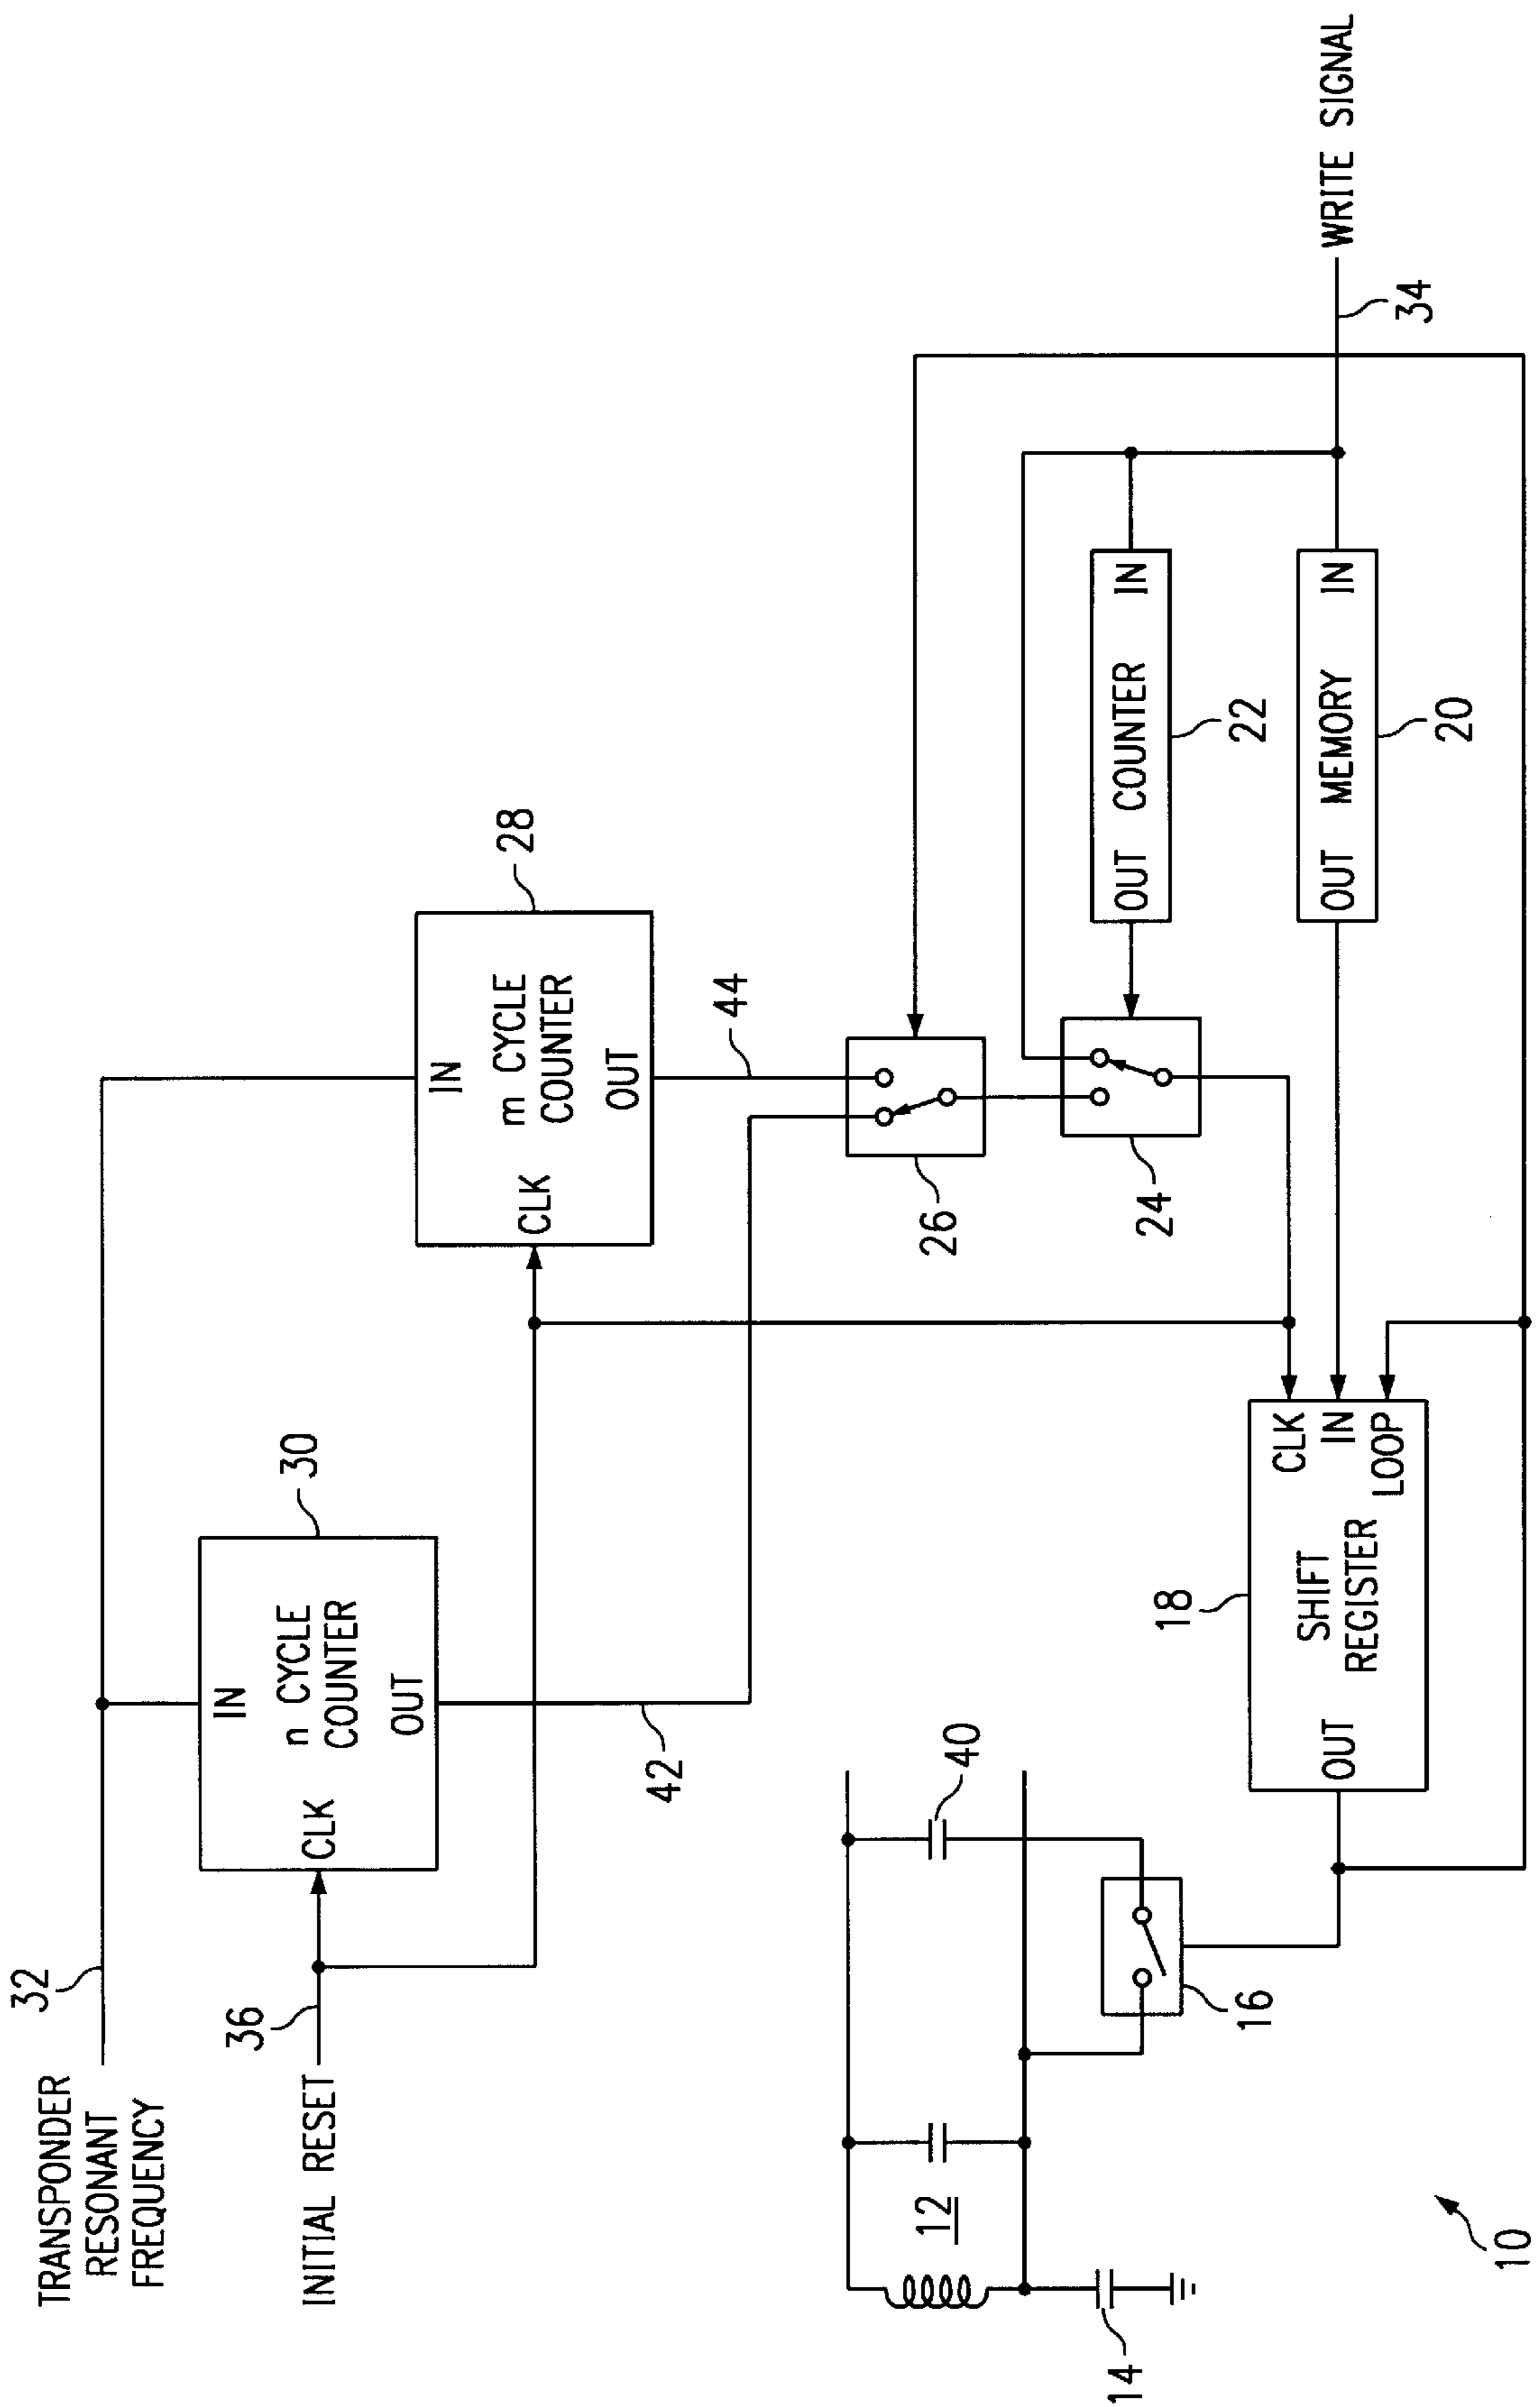 TRANSPONDER
RESONANT
FREQUENCY
32
INITIAL RESET
36
IN
n CYCLE
COUNTER
CLK
OUT
30
42
IN
m CYCLE
COUNTER
CLK
OUT
28
44
26
24
OUT COUNTER IN
22
OUT MEMORY IN
20
34
WRITE SIGNAL
12
14
40
16
18
OUT
SHIFT
REGISTER
CLK
IN
LOOP
10